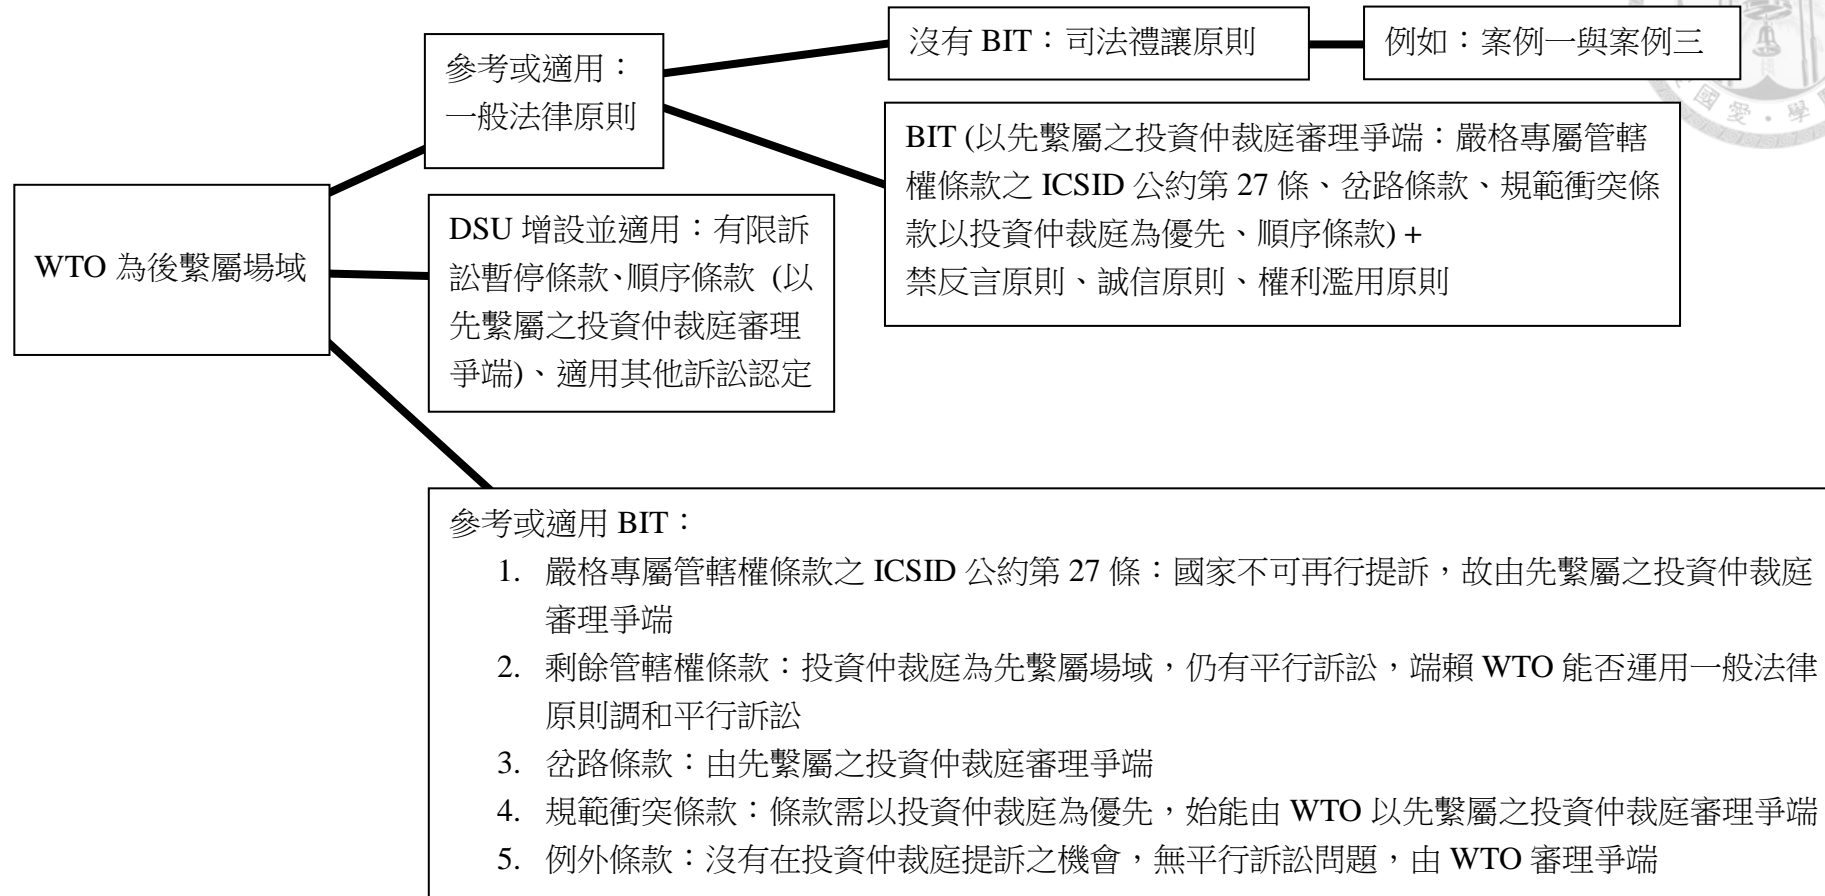 沒有 BIT：司法禮讓原則
例如：案例一與案例三
參考或適用：
一般法律原則
BIT (以先繫屬之投資仲裁庭審理爭端：嚴格專屬管轄
權條款之 ICSID 公約第 27 條、岔路條款、規範衝突條
款以投資仲裁庭為優先、順序條款) +
禁反言原則、誠信原則、權利濫用原則
WTO 為後繫屬場域
DSU 增設並適用：有限訴
訟暫停條款、順序條款 (以
先繫屬之投資仲裁庭審理
爭端)、適用其他訴訟認定
參考或適用 BIT：
1. 嚴格專屬管轄權條款之 ICSID 公約第 27 條：國家不可再行提訴，故由先繫屬之投資仲裁庭
審理爭端
2. 剩餘管轄權條款：投資仲裁庭為先繫屬場域，仍有平行訴訟，端賴 WTO 能否運用一般法律
原則調和平行訴訟
3. 岔路條款：由先繫屬之投資仲裁庭審理爭端
4. 規範衝突條款：條款需以投資仲裁庭為優先，始能由 WTO 以先繫屬之投資仲裁庭審理爭端
5. 例外條款：沒有在投資仲裁庭提訴之機會，無平行訴訟問題，由 WTO 審理爭端
國 愛 · 學